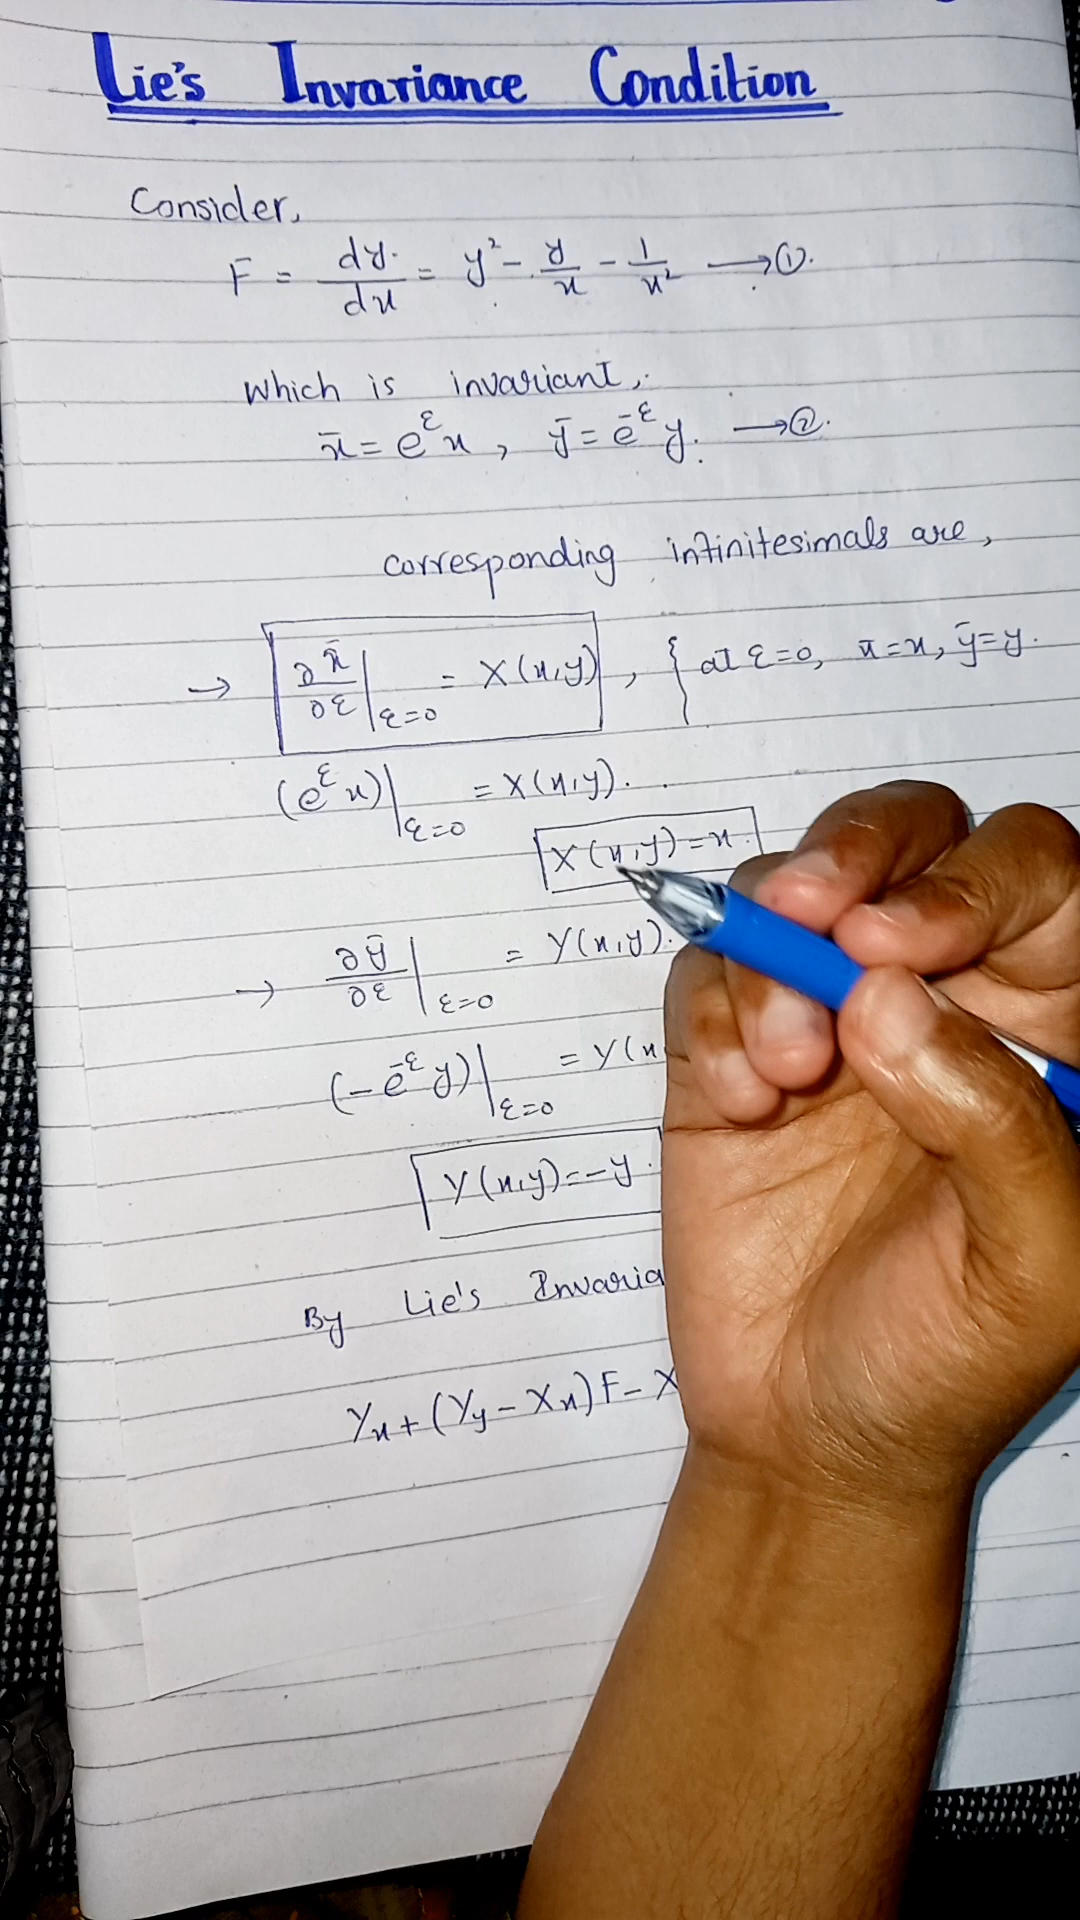 Lie's Invariance Condition
Consider,
F = dy/dx = y² - y/x - 1/x² → ①.
Which is invariant,
x̄ = e^ε x, ȳ = e^-ε y. → ②.
corresponding infinitesimals are,
→ ∂x̄/∂ε |ε=0 = X(x,y), { at ε=0, x̄=x, ȳ=y.
(e^ε x)|ε=0 = X(x,y).
X(x,y)=x.
→ ∂ȳ/∂ε |ε=0 = Y(x,y).
(-e^-ε y)|ε=0 = Y(x
Y(x,y)=-y.
By Lie's Invaria
Yx + (Yy - Xx)F - X